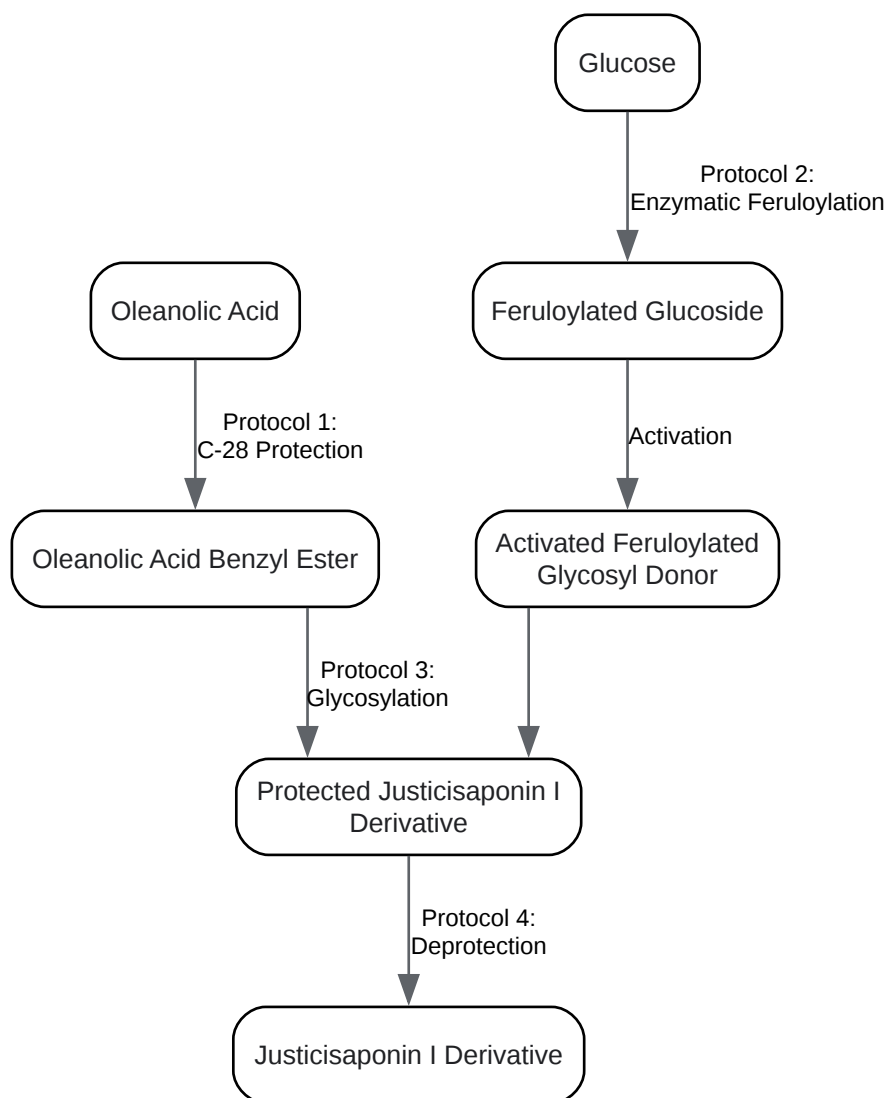 Glucose
Protocol 2:
Enzymatic Feruloylation
Oleanolic Acid
Feruloylated Glucoside
Protocol 1:
C-28 Protection
Activation
Oleanolic Acid Benzyl Ester
Activated Feruloylated
Glycosyl Donor
Protocol 3:
Glycosylation
Protected Justicisaponin I
Derivative
Protocol 4:
Deprotection
Justicisaponin I Derivative